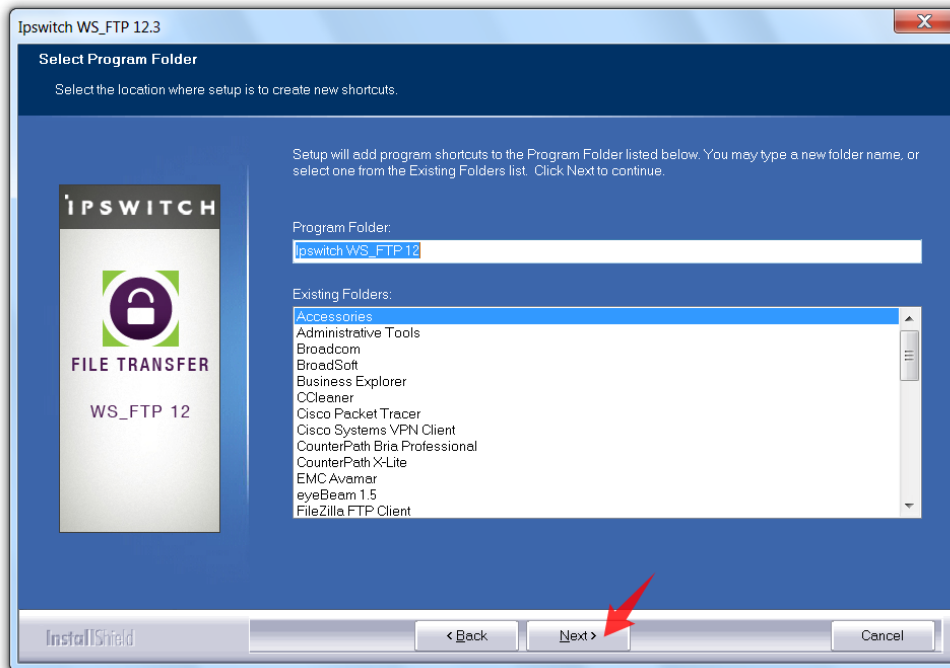 Ipswitch WS_FTP 12.3
Select Program Folder
Select the location where setup is to create new shortcuts.
Setup will add program shortcuts to the Program Folder listed below. You may type a new folder name, or
select one from the Existing Folders list. Click Next to continue.
IPSWITCH
FILE TRANSFER
WS_FTP 12
Program Folder:
Ipswitch WS_FTP 12
Existing Folders:
Accessories
Administrative Tools
Broadcom
BroadSoft
Business Explorer
CCleaner
Cisco Packet Tracer
Cisco Systems VPN Client
CounterPath Bria Professional
CounterPath X-Lite
EMC Avamar
eyeBeam 1.5
FileZilla FTP Client
InstallShield
< Back
Next >
Cancel